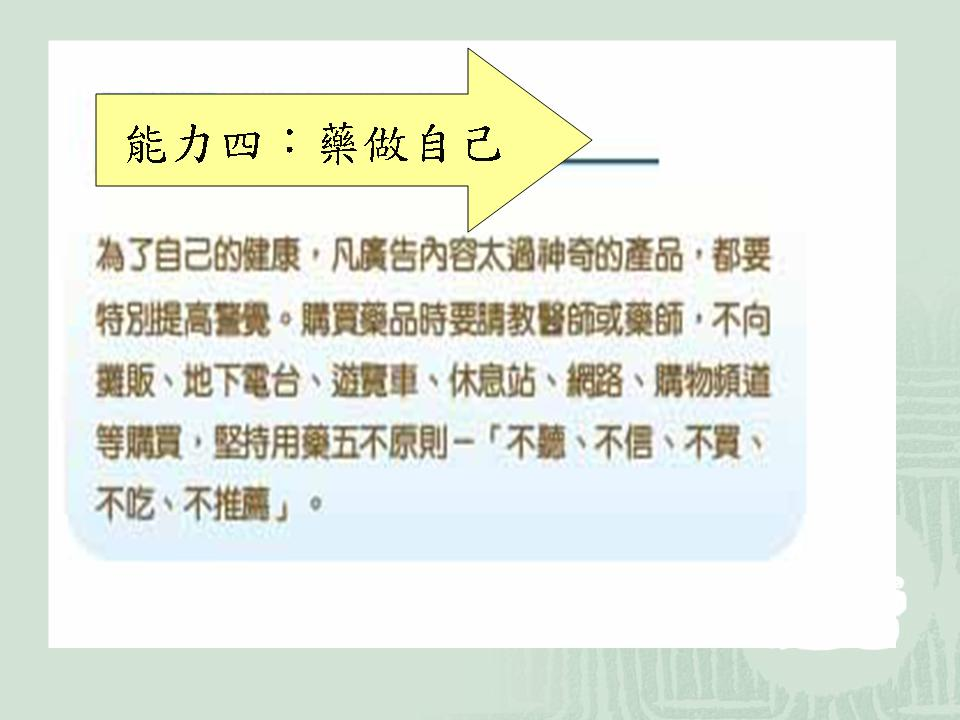 能力四：藥做自己
為了自己的健康，凡廣告內容太過神奇的產品，都要
特別提高警覺。購買藥品時要請教醫師或藥師，不向
攤販、地下電台、遊覽車、休息站、網路、購物頻道
等購買，堅持用藥五不原則－「不聽、不信、不買、
不吃、不推薦」。